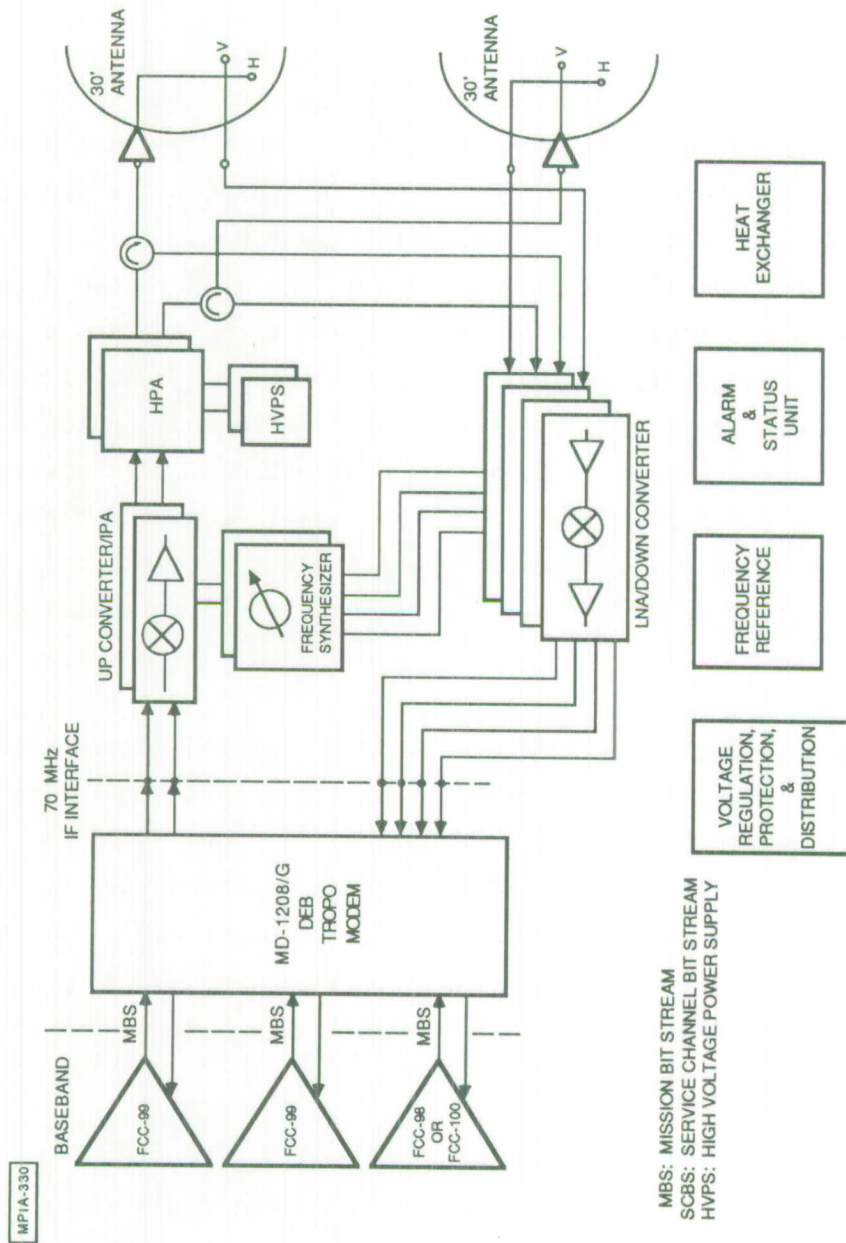 MPIA-330
BASEBAND
70 MHz
IF INTERFACE
FCC-99
MBS
FCC-99
MBS
FCC-98
OR
FCC-100
MBS
MD-1208/G
DEB
TROPO
MODEM
UP CONVERTER/IPA
FREQUENCY
SYNTHESIZER
HPA
HVPS
LNA/DOWN CONVERTER
30'
ANTENNA
V
H
30'
ANTENNA
V
H
VOLTAGE
REGULATION,
PROTECTION,
&
DISTRIBUTION
FREQUENCY
REFERENCE
ALARM
&
STATUS
UNIT
HEAT
EXCHANGER
MBS: MISSION BIT STREAM
SCBS: SERVICE CHANNEL BIT STREAM
HVPS: HIGH VOLTAGE POWER SUPPLY